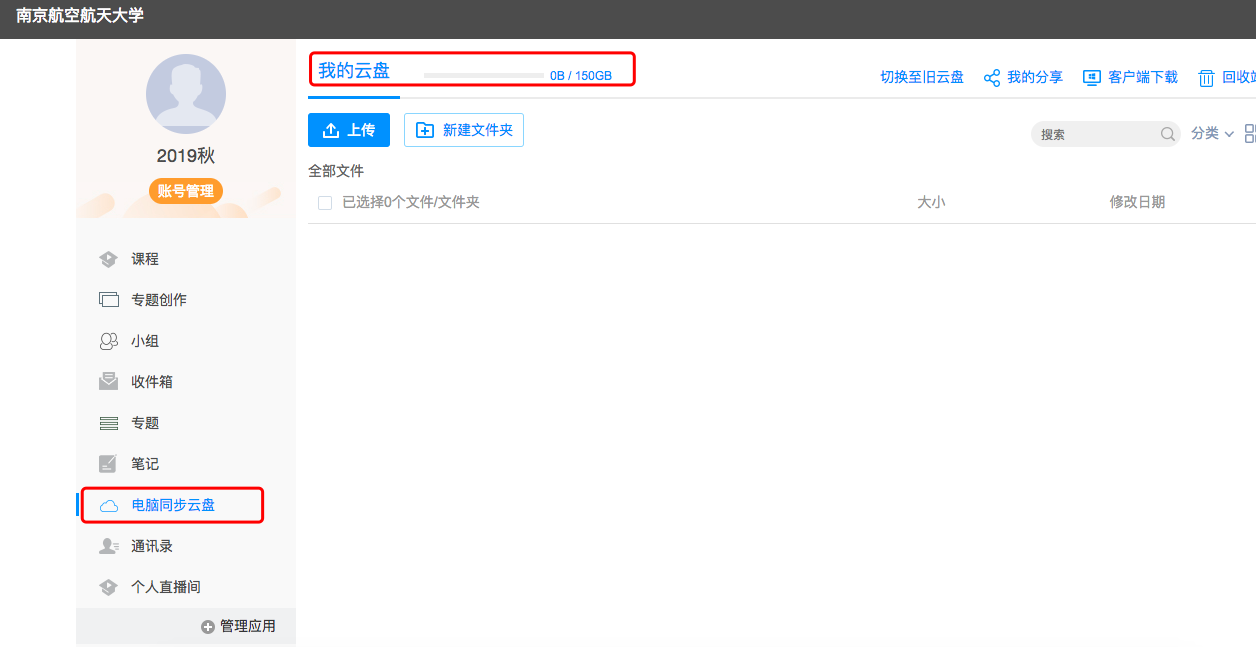 南京航空航天大学
2019秋
账号管理
课程
专题创作
小组
收件箱
专题
笔记
电脑同步云盘
通讯录
个人直播间
管理应用
我的云盘 0B / 150GB
切换至旧云盘 我的分享 客户端下载 回收
上传 新建文件夹
搜索 分类
全部文件
已选择0个文件/文件夹 大小 修改日期